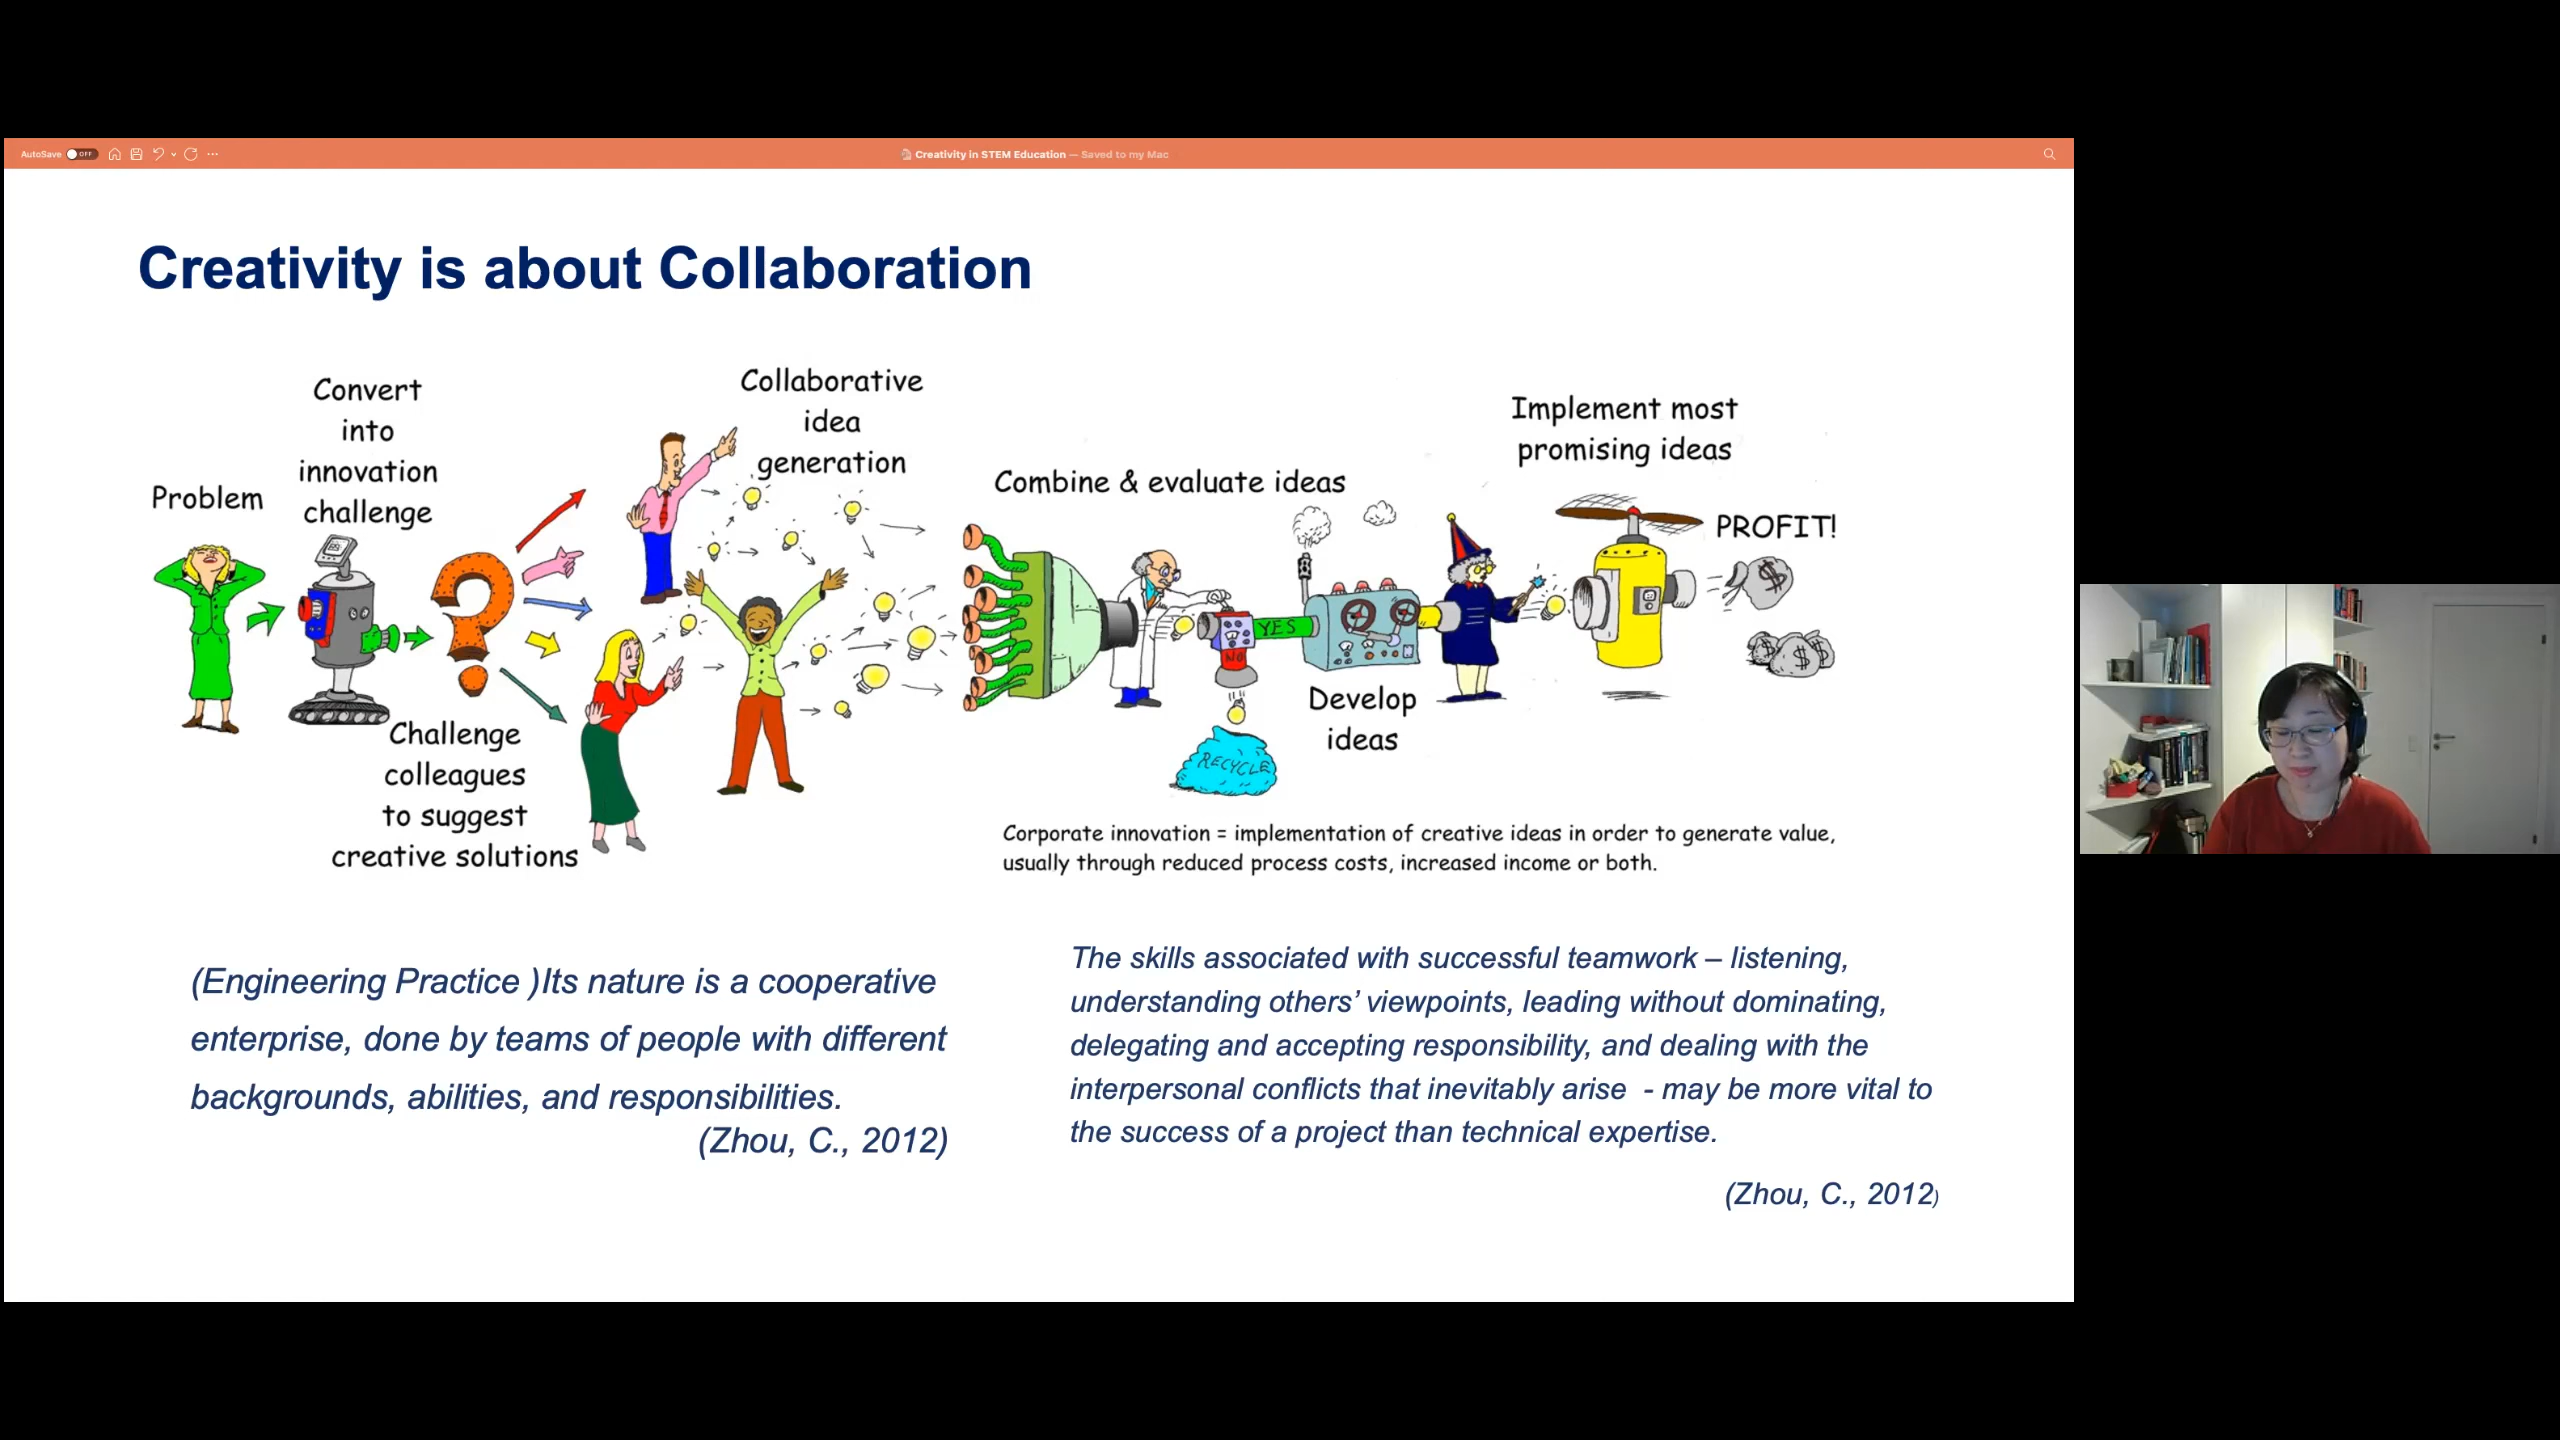 AutoSave OFF
Creativity in STEM Education — Saved to my Mac
Creativity is about Collaboration
Problem
Convert
into
innovation
challenge
Challenge
colleagues
to suggest
creative solutions
Collaborative
idea
generation
Combine & evaluate ideas
YES
NO
RECYCLE
Develop
ideas
Implement most
promising ideas
PROFIT!
$
$ $
Corporate innovation = implementation of creative ideas in order to generate value,
usually through reduced process costs, increased income or both.
(Engineering Practice )Its nature is a cooperative
enterprise, done by teams of people with different
backgrounds, abilities, and responsibilities.
(Zhou, C., 2012)
The skills associated with successful teamwork – listening,
understanding others’ viewpoints, leading without dominating,
delegating and accepting responsibility, and dealing with the
interpersonal conflicts that inevitably arise  - may be more vital to
the success of a project than technical expertise.
(Zhou, C., 2012)